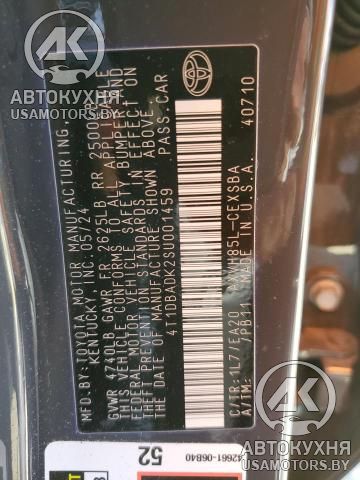 АВТОКУХНЯ
USAMOTORS.BY
MFD.BY: TOYOTA MOTOR MANUFACTURING,
KENTUCKY, INC. 05/24
GVWR 4740LB GAWR FR 2625LB RR 2500LB
THIS VEHICLE CONFORMS TO ALL APPLICABLE
FEDERAL MOTOR VEHICLE SAFETY, BUMPER, AND
THEFT PREVENTION STANDARDS IN EFFECT ON
THE DATE OF MANUFACTURE SHOWN ABOVE.
4T1DBADK2SU001459 PASS.CAR
C/TR:1L7/EA20
A/TM: /PB11 MADE IN U.S.A. 40710
42661-06B40
52
АВТОКУХНЯ
USAMOTORS.BY